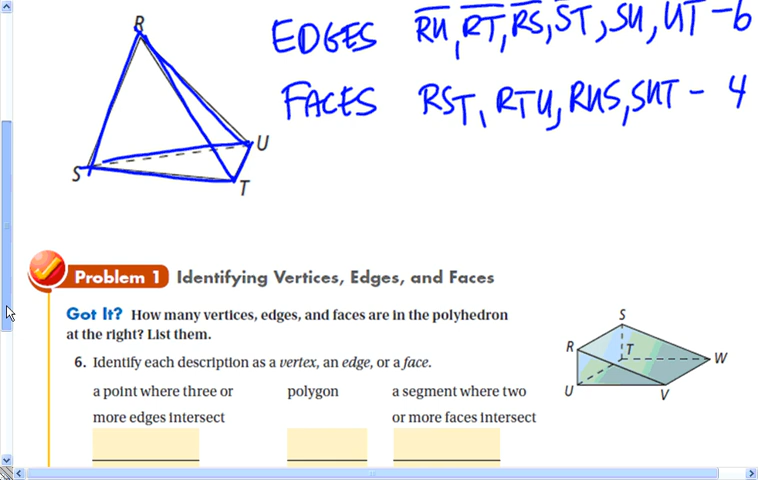 R
S
U
T
EDGES RU, RT, RS, ST, SU, UT - 6
FACES RST, RTU, RUS, SUT - 4
Problem 1 Identifying Vertices, Edges, and Faces
Got It? How many vertices, edges, and faces are in the polyhedron
at the right? List them.
6. Identify each description as a vertex, an edge, or a face.
a point where three or
more edges intersect
polygon
a segment where two
or more faces intersect
S
R
T
W
U
V